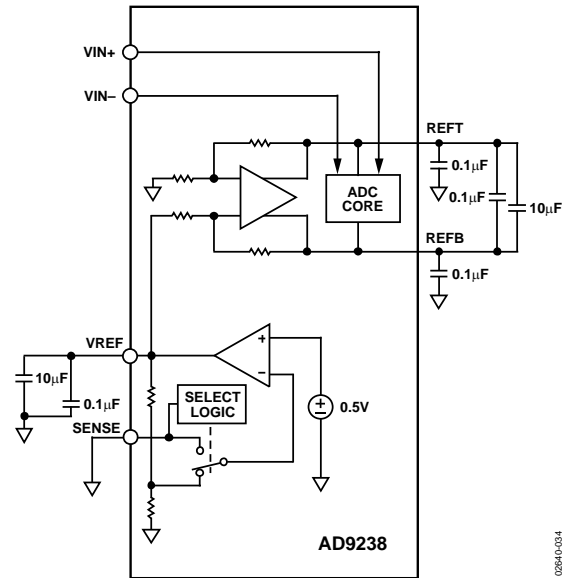 VIN+
VIN–
REFT
0.1µF
0.1µF
10µF
ADC
CORE
REFB
0.1µF
VREF
+
–
10µF
0.1µF
SELECT
LOGIC
+
–
0.5V
SENSE
AD9238
02640-034